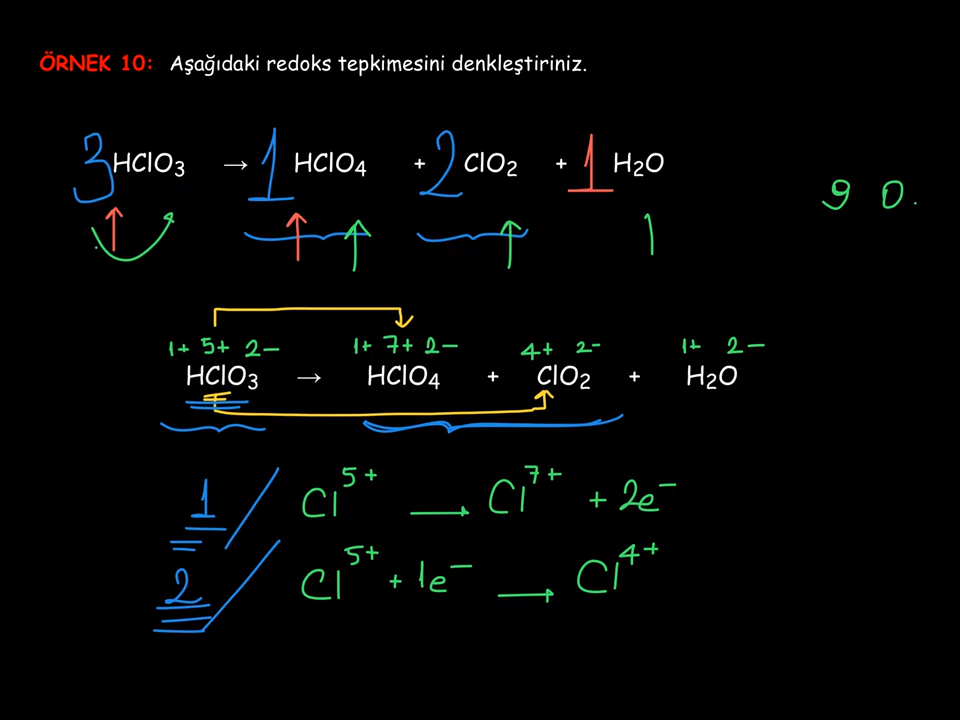 ÖRNEK 10: Aşağıdaki redoks tepkimesini denkleştiriniz.
3 HClO3 → 1 HClO4 + 2 ClO2 + 1 H2O
9 O.
1+ 5+ 2− 1+ 7+ 2− 4+ 2- 1+ 2−
HClO3 → HClO4 + ClO2 + H2O
1 / Cl5+ → Cl7+ + 2e−
2 / Cl5+ + 1e− → Cl4+